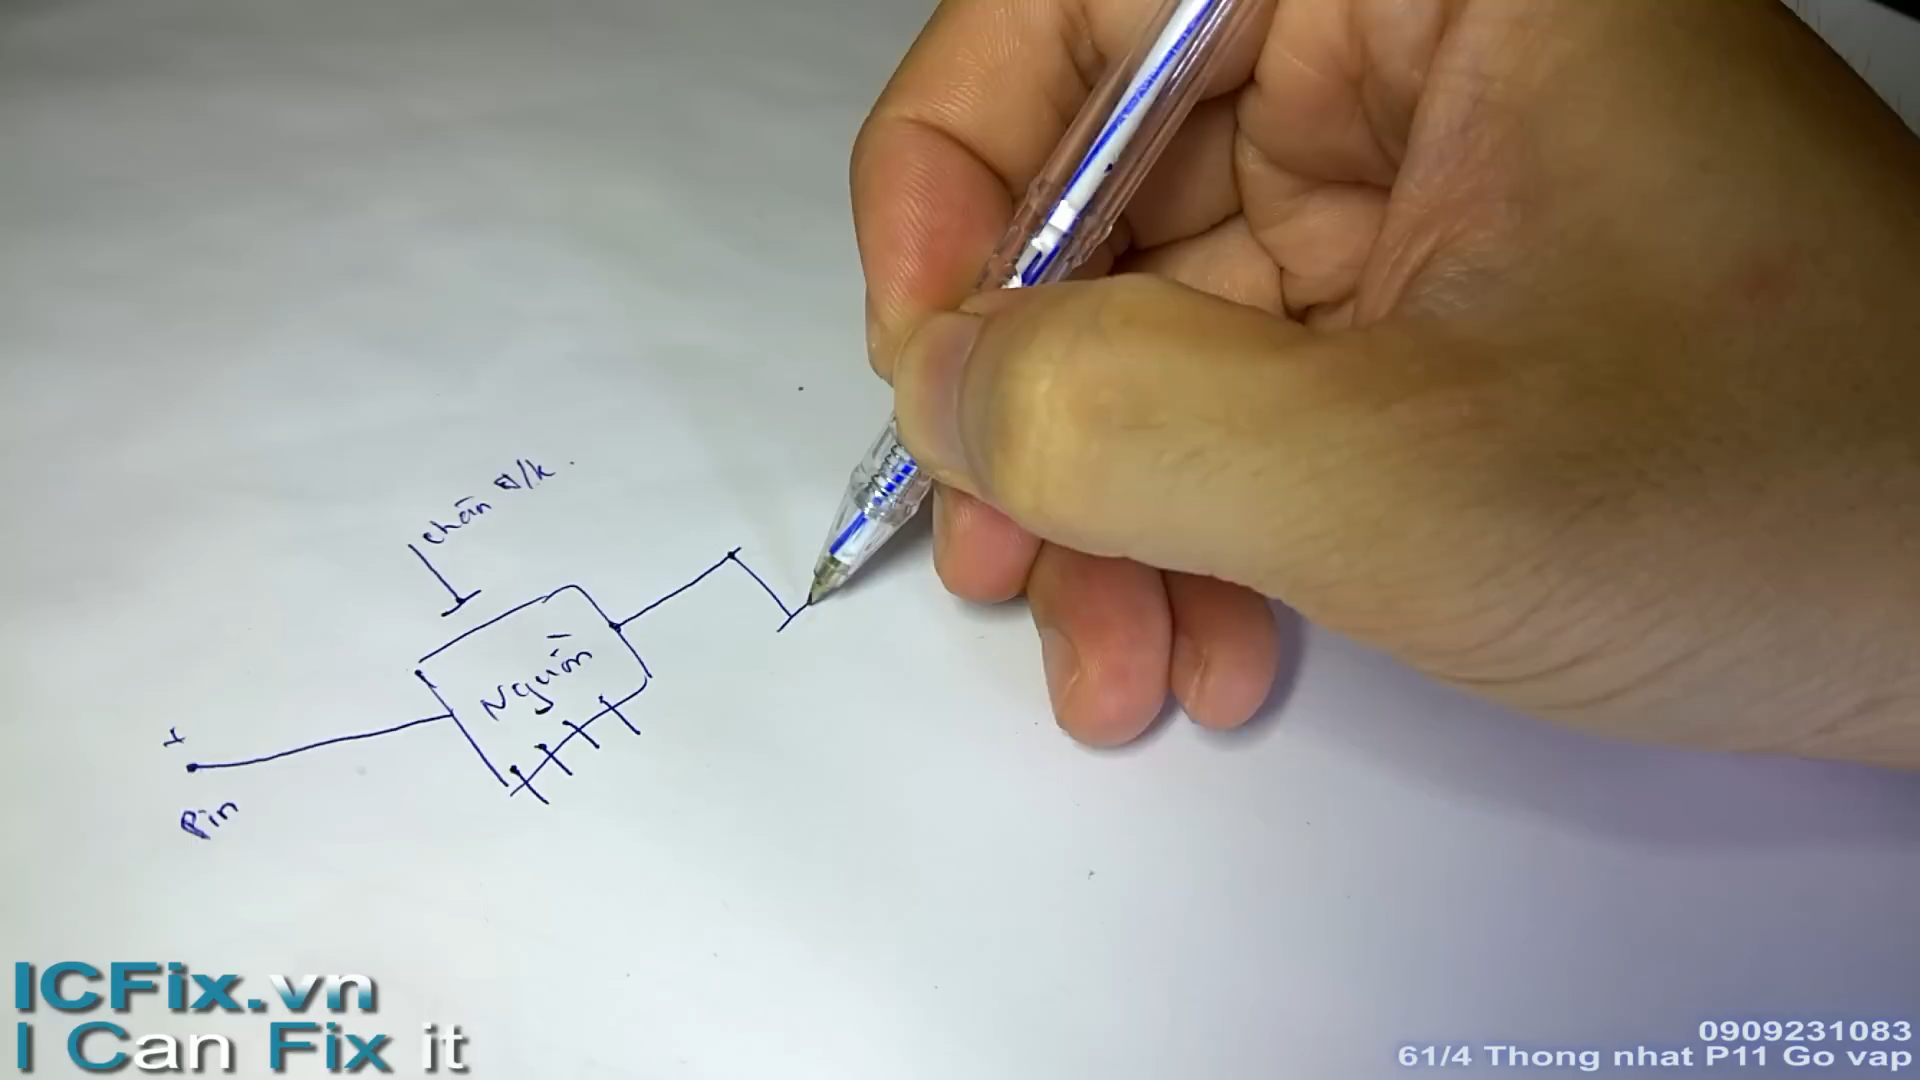 chân đ/k.
Nguồn
+
Pin
ICFix.vn
I Can Fix it
0909231083
61/4 Thong nhat P11 Go vap